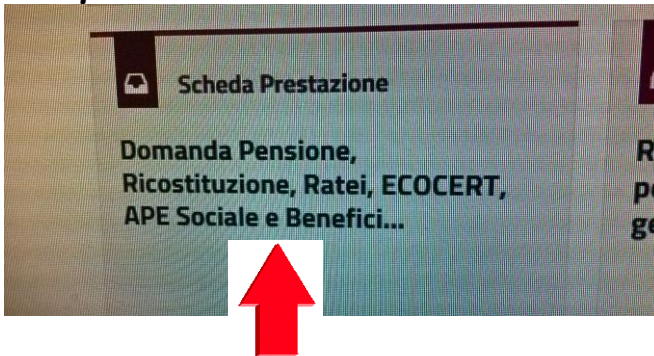 Scheda Prestazione
Domanda Pensione,
Ricostituzione, Ratei, ECOCERT,
APE Sociale e Benefici...